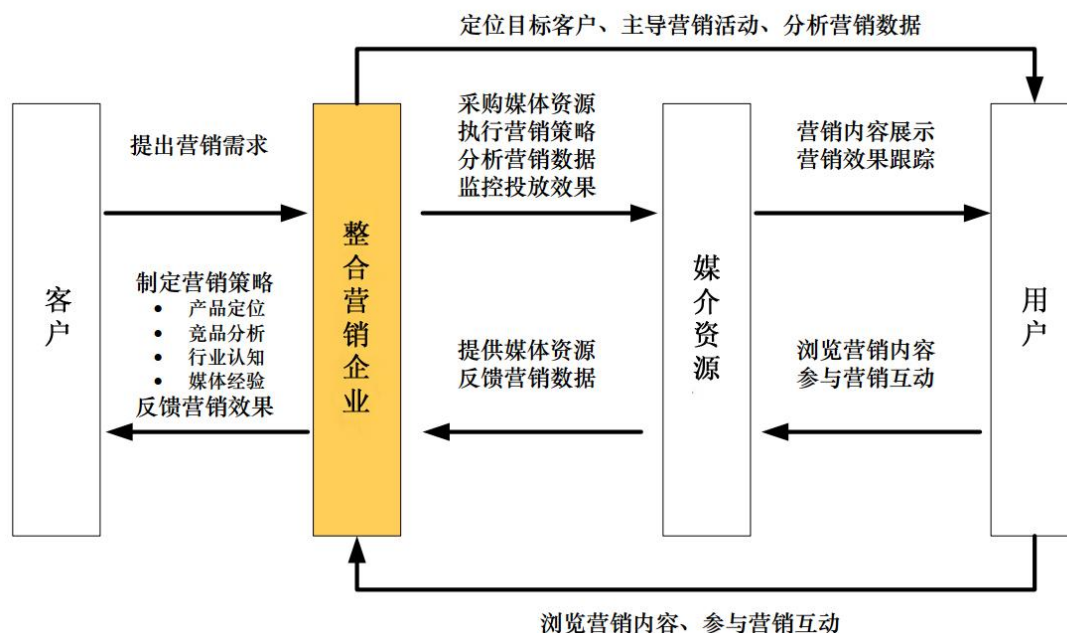 定位目标客户、主导营销活动、分析营销数据
客户
提出营销需求
制定营销策略
• 产品定位
• 竞品分析
• 行业认知
• 媒体经验
反馈营销效果
整合营销企业
采购媒体资源
执行营销策略
分析营销数据
监控投放效果
提供媒体资源
反馈营销数据
媒介资源
营销内容展示
营销效果跟踪
浏览营销内容
参与营销互动
用户
浏览营销内容、参与营销互动